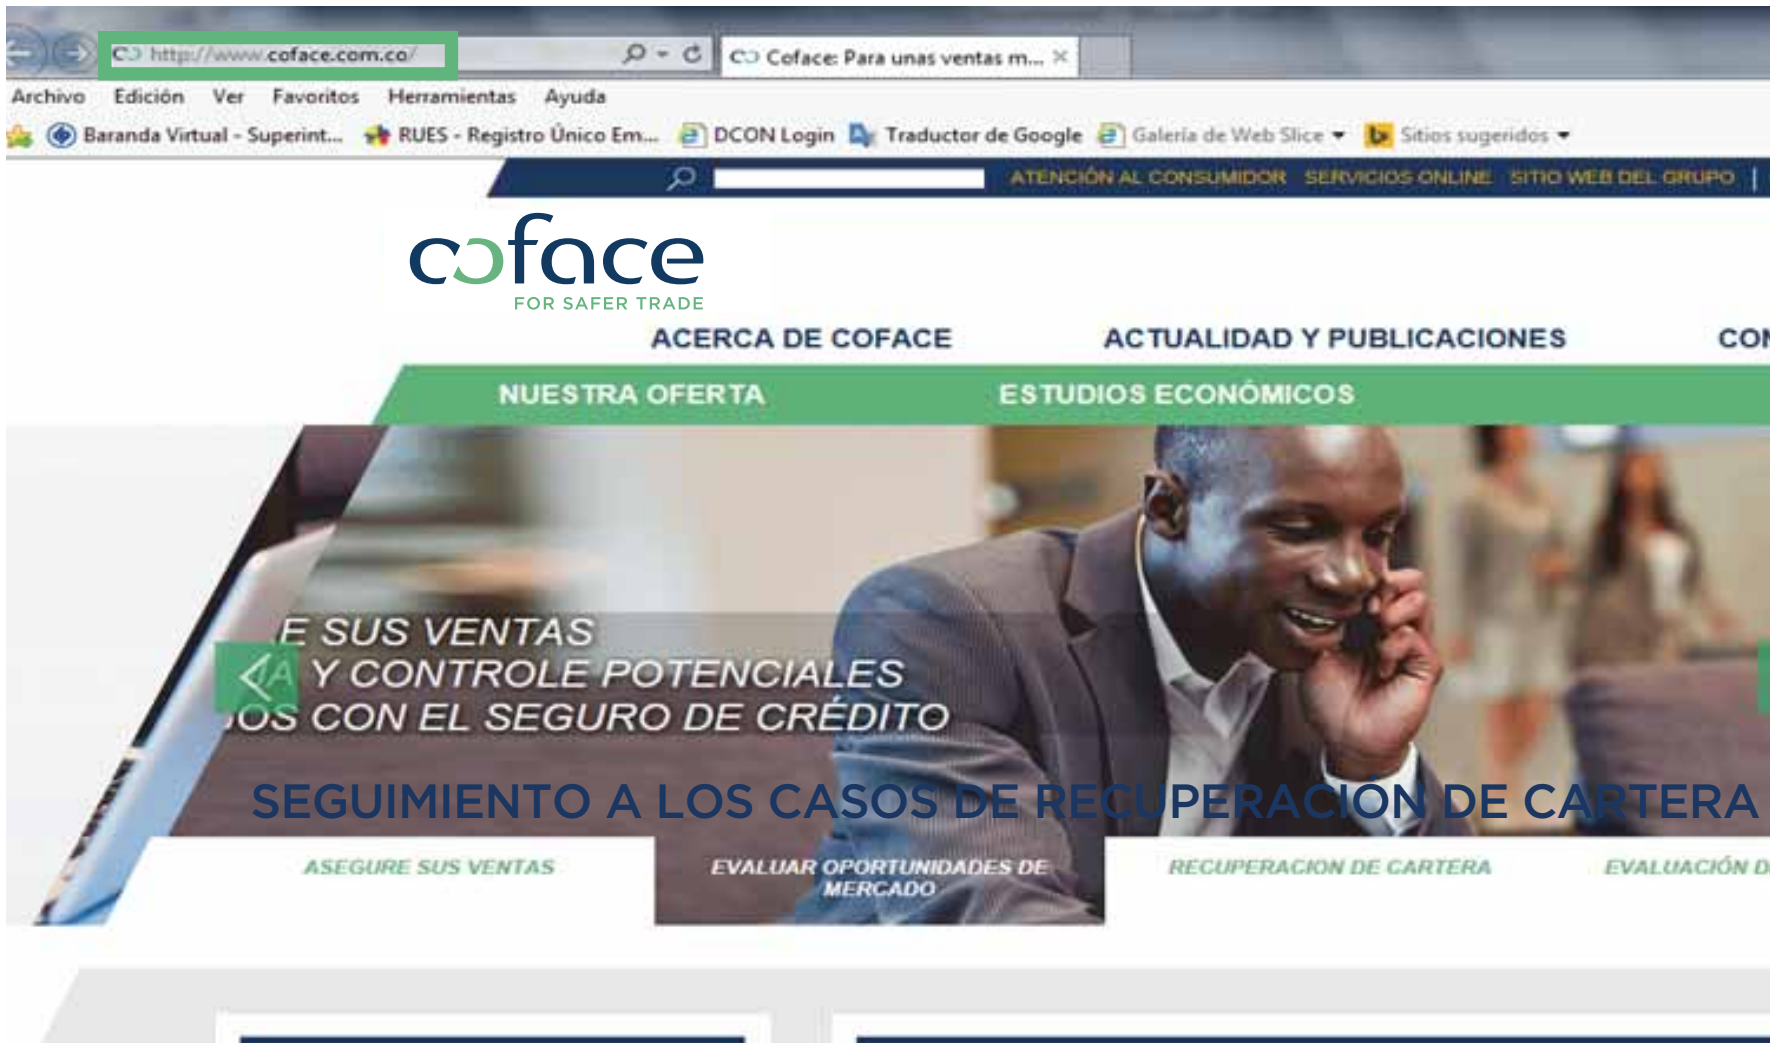 http://www.coface.com.co/
Coface: Para unas ventas m...
Archivo Edición Ver Favoritos Herramientas Ayuda
Baranda Virtual - Superint... RUES - Registro Único Em... DCON Login Traductor de Google Galería de Web Slice Sitios sugeridos
ATENCIÓN AL CONSUMIDOR SERVICIOS ONLINE SITIO WEB DEL GRUPO |
coface
FOR SAFER TRADE
ACERCA DE COFACE ACTUALIDAD Y PUBLICACIONES CON
NUESTRA OFERTA ESTUDIOS ECONÓMICOS
E SUS VENTAS
Y CONTROLE POTENCIALES
OS CON EL SEGURO DE CRÉDITO
SEGUIMIENTO A LOS CASOS DE RECUPERACIÓN DE CARTERA
ASEGURE SUS VENTAS EVALUAR OPORTUNIDADES DE MERCADO RECUPERACION DE CARTERA EVALUACIÓN D